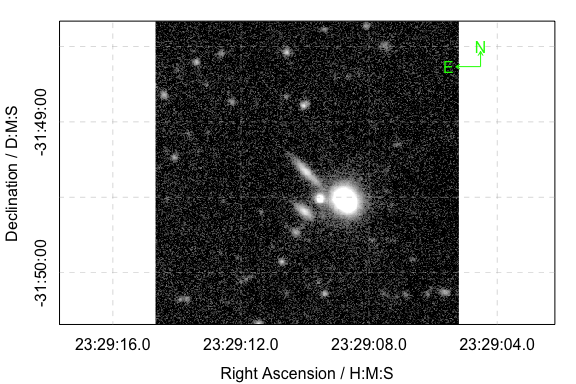 N
E
-31:49:00
-31:50:00
Declination / D:M:S
23:29:16.0 23:29:12.0 23:29:08.0 23:29:04.0
Right Ascension / H:M:S